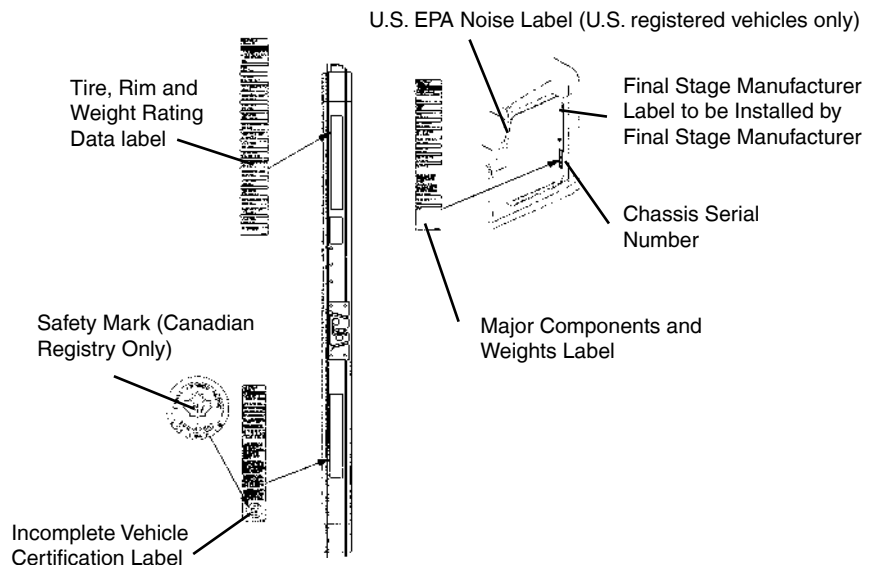 U.S. EPA Noise Label (U.S. registered vehicles only)
Tire, Rim and
Weight Rating
Data label
Final Stage Manufacturer
Label to be Installed by
Final Stage Manufacturer
Chassis Serial
Number
Safety Mark (Canadian
Registry Only)
Major Components and
Weights Label
Incomplete Vehicle
Certification Label